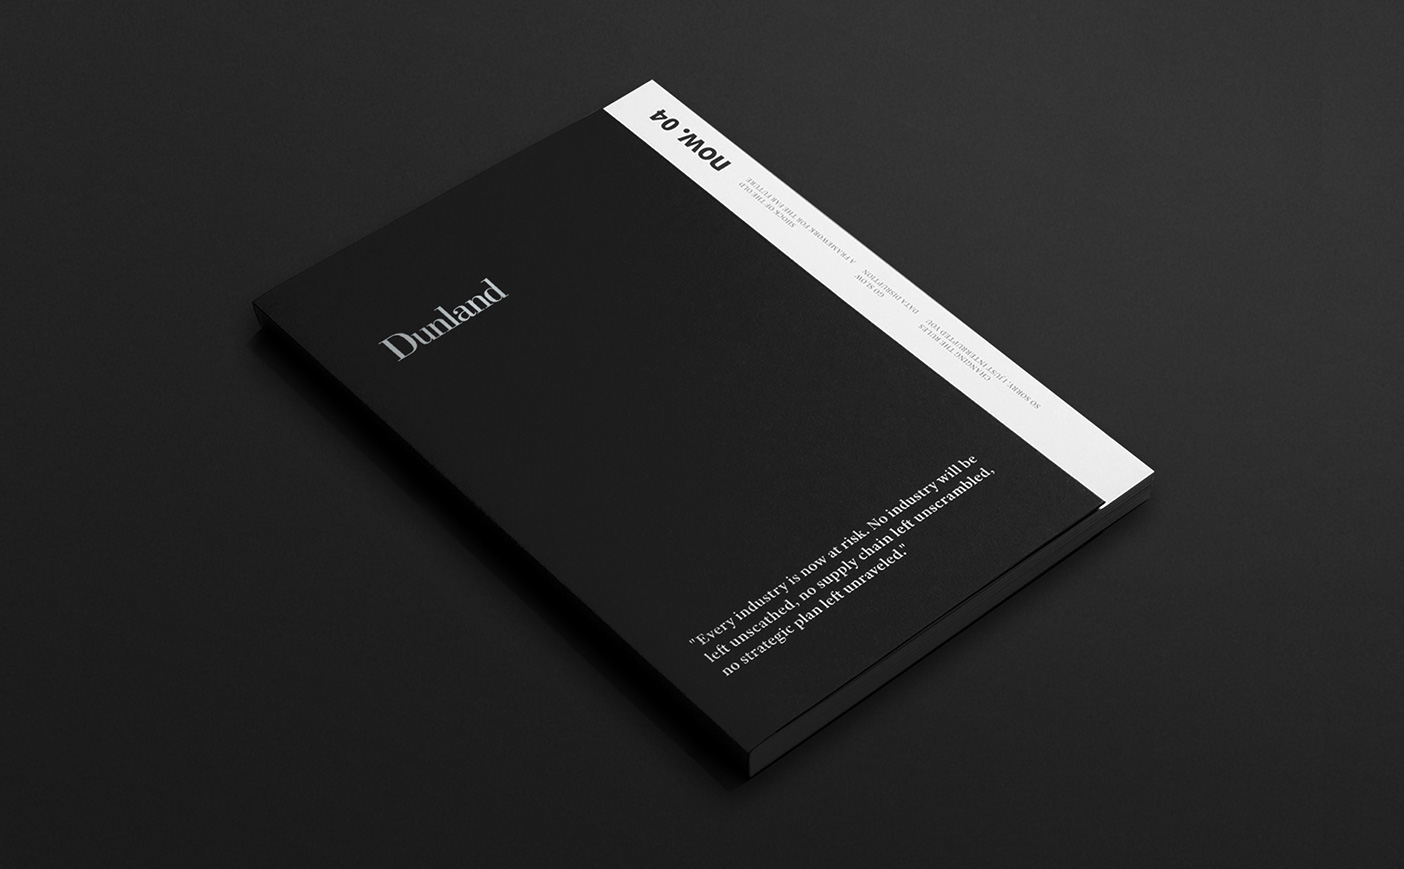 Dunland
"Every industry is now at risk. No industry will be
left unscathed, no supply chain left unscrambled,
no strategic plan left unraveled."
now. 04
SHOCK OF THE OLD
A FRAMEWORK FOR THE FAR FUTURE
GO SLOW
DATA DISRUPTION
CHANGING THE RULES
SO SORRY, I JUST INTERRUPTED YOU!